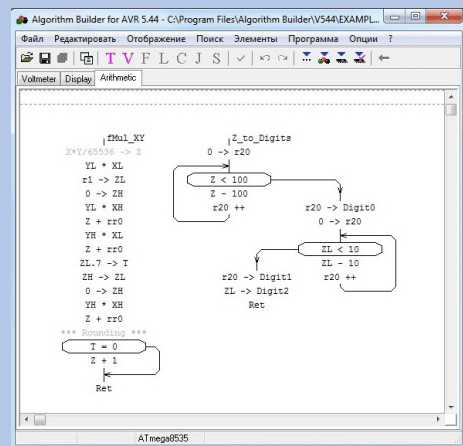 Algorithm Builder for AVR 5.44 - C:\Program Files\Algorithm Builder\V544\EXAMPL...
Файл Редактировать Отображение Поиск Элементы Программа Опции ?
T V F L C J S
Voltmeter Display Arithmetic
fMul_XY
X*Y/65536 -> Z
YL * XL
r1 -> ZL
0 -> ZH
YL * XH
Z + rr0
YH * XL
Z + rr0
ZL.7 -> T
ZH -> ZL
0 -> ZH
YH * XH
Z + rr0
*** Rounding ***
T = 0
Z + 1
Ret
Z_to_Digits
0 -> r20
Z < 100
Z - 100
r20 ++
r20 -> Digit0
0 -> r20
ZL < 10
ZL - 10
r20 ++
r20 -> Digit1
ZL -> Digit2
Ret
ATmega8535